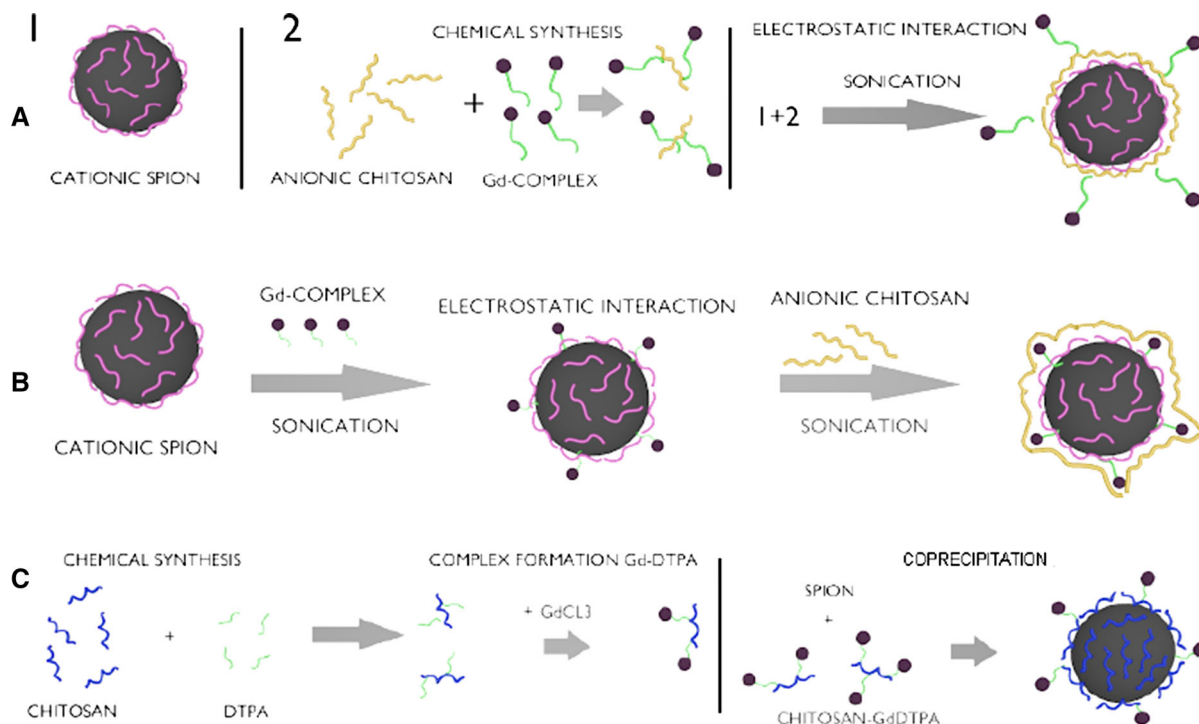 1
2
CHEMICAL SYNTHESIS
ELECTROSTATIC INTERACTION
A
+
1+2
SONICATION
CATIONIC SPION
ANIONIC CHITOSAN
Gd-COMPLEX
B
Gd-COMPLEX
ELECTROSTATIC INTERACTION
ANIONIC CHITOSAN
CATIONIC SPION
SONICATION
SONICATION
C
CHEMICAL SYNTHESIS
COMPLEX FORMATION Gd-DTPA
COPRECIPITATION
+
+ GdCL3
SPION
+
CHITOSAN
DTPA
CHITOSAN-GdDTPA